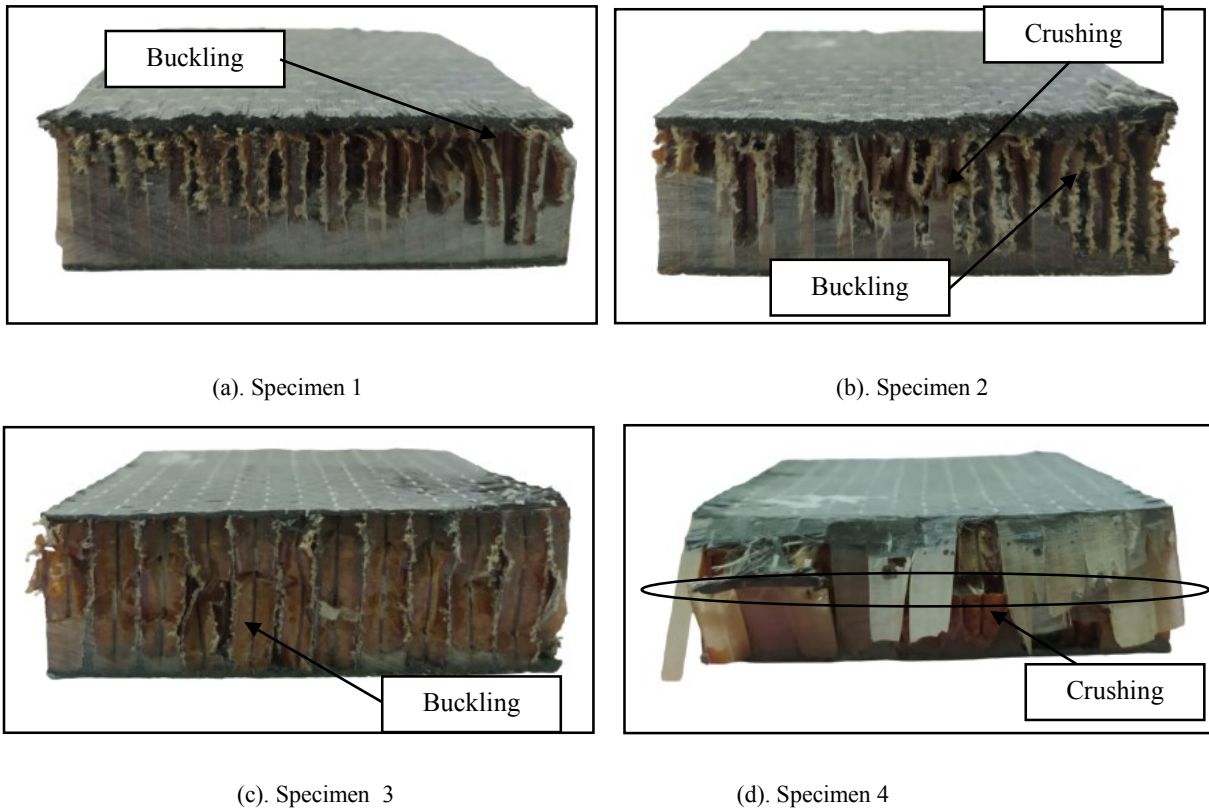 Buckling
Crushing
Buckling
(a). Specimen 1
(b). Specimen 2
Buckling
Crushing
(c). Specimen  3
(d). Specimen 4